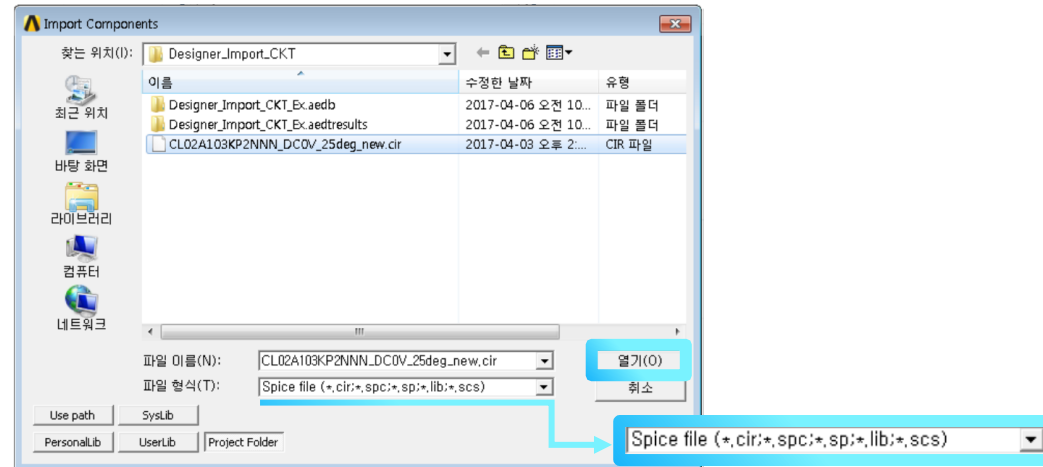 Import Components
찾는 위치(I): Designer_Import_CKT
이름 수정한 날짜 유형
Designer_Import_CKT_Ex.aedb 2017-04-06 오전 10... 파일 폴더
Designer_Import_CKT_Ex.aedtresults 2017-04-06 오전 10... 파일 폴더
CL02A103KP2NNN_DC0V_25deg_new.cir 2017-04-03 오후 2:... CIR 파일
최근 위치
바탕 화면
라이브러리
컴퓨터
네트워크
파일 이름(N): CL02A103KP2NNN_DC0V_25deg_new.cir 열기(O)
파일 형식(T): Spice file (*.cir;*.spc;*.sp;*.lib;*.scs) 취소
Use path SysLib
PersonalLib UserLib Project Folder
Spice file (*.cir;*.spc;*.sp;*.lib;*.scs)